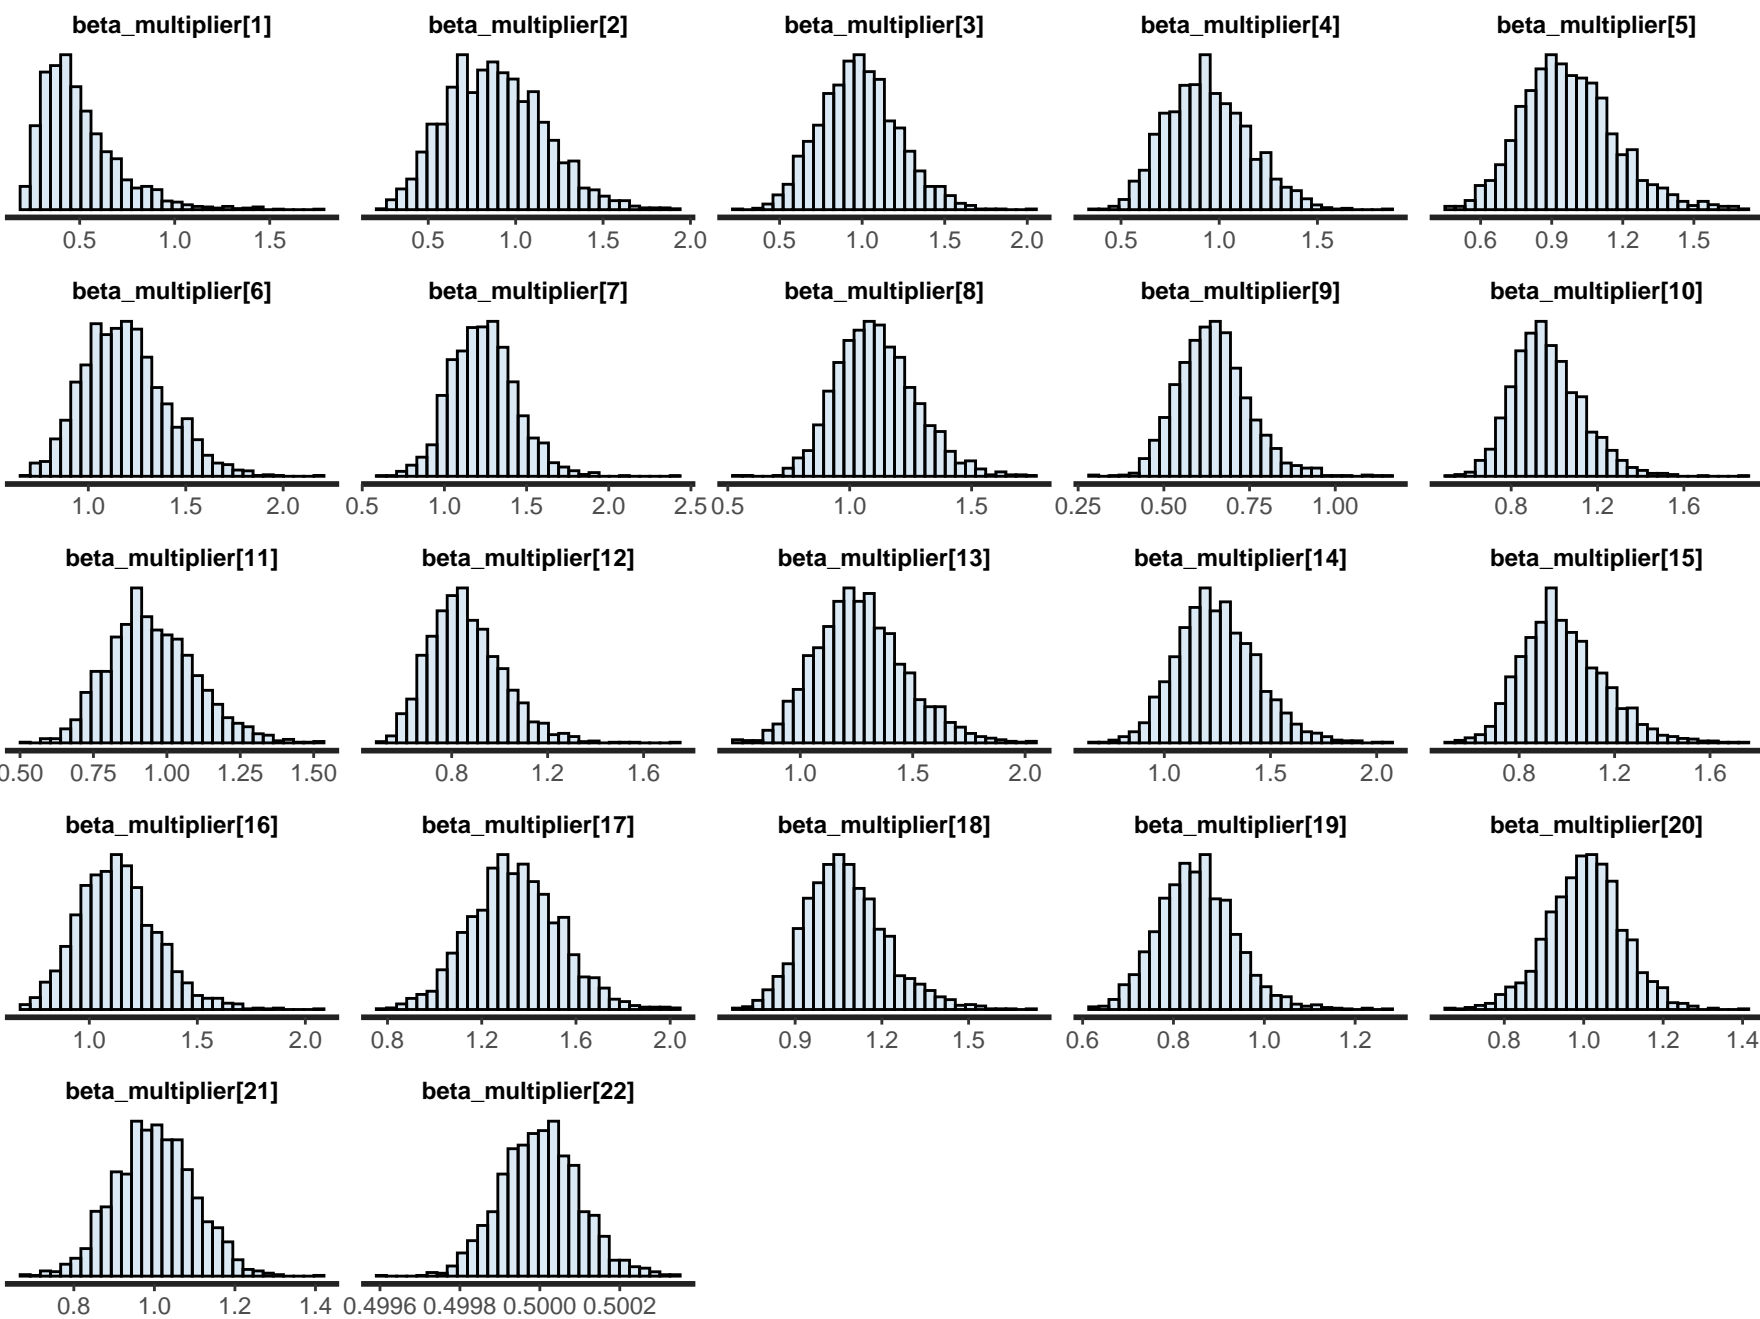 beta_multiplier[1] beta_multiplier[2] beta_multiplier[3] beta_multiplier[4] beta_multiplier[5]
0.5 1.0 1.5 0.5 1.0 1.5 2.0 0.5 1.0 1.5 2.0 0.5 1.0 1.5 0.6 0.9 1.2 1.5
beta_multiplier[6] beta_multiplier[7] beta_multiplier[8] beta_multiplier[9] beta_multiplier[10]
1.0 1.5 2.0 0.5 1.0 1.5 2.0 2.5 0.5 1.0 1.5 0.25 0.50 0.75 1.00 0.8 1.2 1.6
beta_multiplier[11] beta_multiplier[12] beta_multiplier[13] beta_multiplier[14] beta_multiplier[15]
0.50 0.75 1.00 1.25 1.50 0.8 1.2 1.6 1.0 1.5 2.0 1.0 1.5 2.0 0.8 1.2 1.6
beta_multiplier[16] beta_multiplier[17] beta_multiplier[18] beta_multiplier[19] beta_multiplier[20]
1.0 1.5 2.0 0.8 1.2 1.6 2.0 0.9 1.2 1.5 0.6 0.8 1.0 1.2 0.8 1.0 1.2 1.4
beta_multiplier[21] beta_multiplier[22]
0.8 1.0 1.2 1.4 0.4996 0.4998 0.5000 0.5002